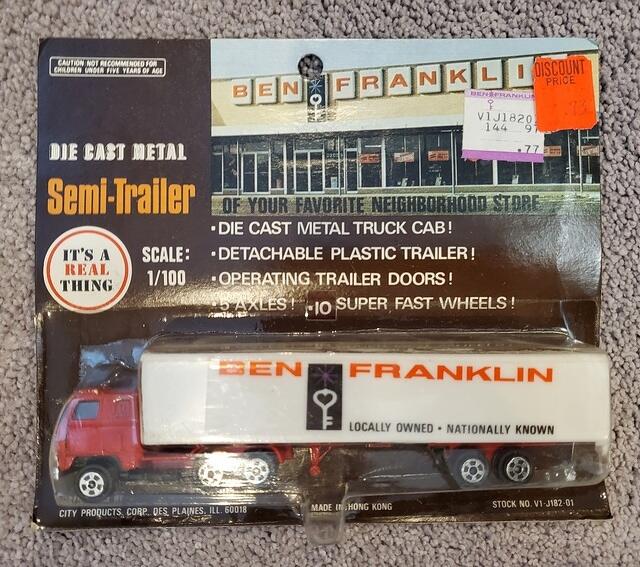 CAUTION NOT RECOMMENDED FOR
CHILDREN UNDER FIVE YEARS OF AGE
BEN FRANKLI
DISCOUNT
PRICE
BEN FRANKLIN
V1J1820
144 97
.77
DIE CAST METAL
Semi-Trailer
OF YOUR FAVORITE NEIGHBORHOOD STORE
• DIE CAST METAL TRUCK CAB!
IT'S A
REAL
THING
SCALE:
1/100
• DETACHABLE PLASTIC TRAILER!
• OPERATING TRAILER DOORS!
• 5 AXLES! • 10 SUPER FAST WHEELS!
BEN FRANKLIN
LOCALLY OWNED • NATIONALLY KNOWN
CITY PRODUCTS. CORP. DES PLAINES, ILL. 60018
MADE IN HONG KONG
STOCK NO. V1-J182-01